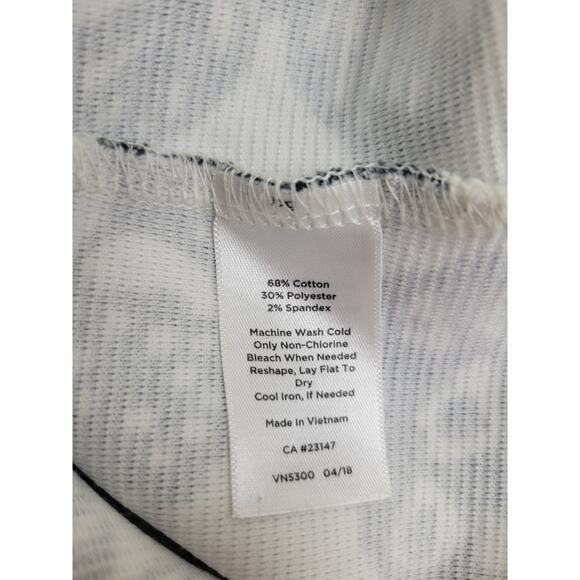 68% Cotton
30% Polyester
2% Spandex
Machine Wash Cold
Only Non-Chlorine
Bleach When Needed
Reshape, Lay Flat To
Dry
Cool Iron, If Needed
Made in Vietnam
CA #23147
VN5300 04/18